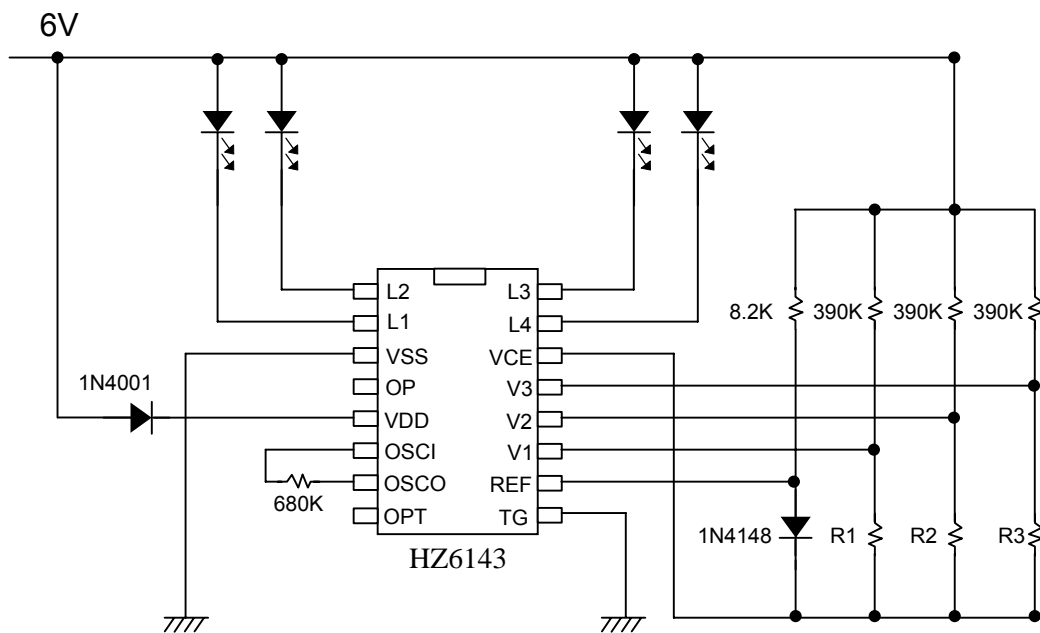 6V
L2
L3
L1
L4
8.2K 390K 390K 390K
VSS
VCE
1N4001
OP
V3
VDD
V2
OSCI
V1
OSCO
REF
680K
OPT
TG
1N4148 R1 R2 R3
HZ6143